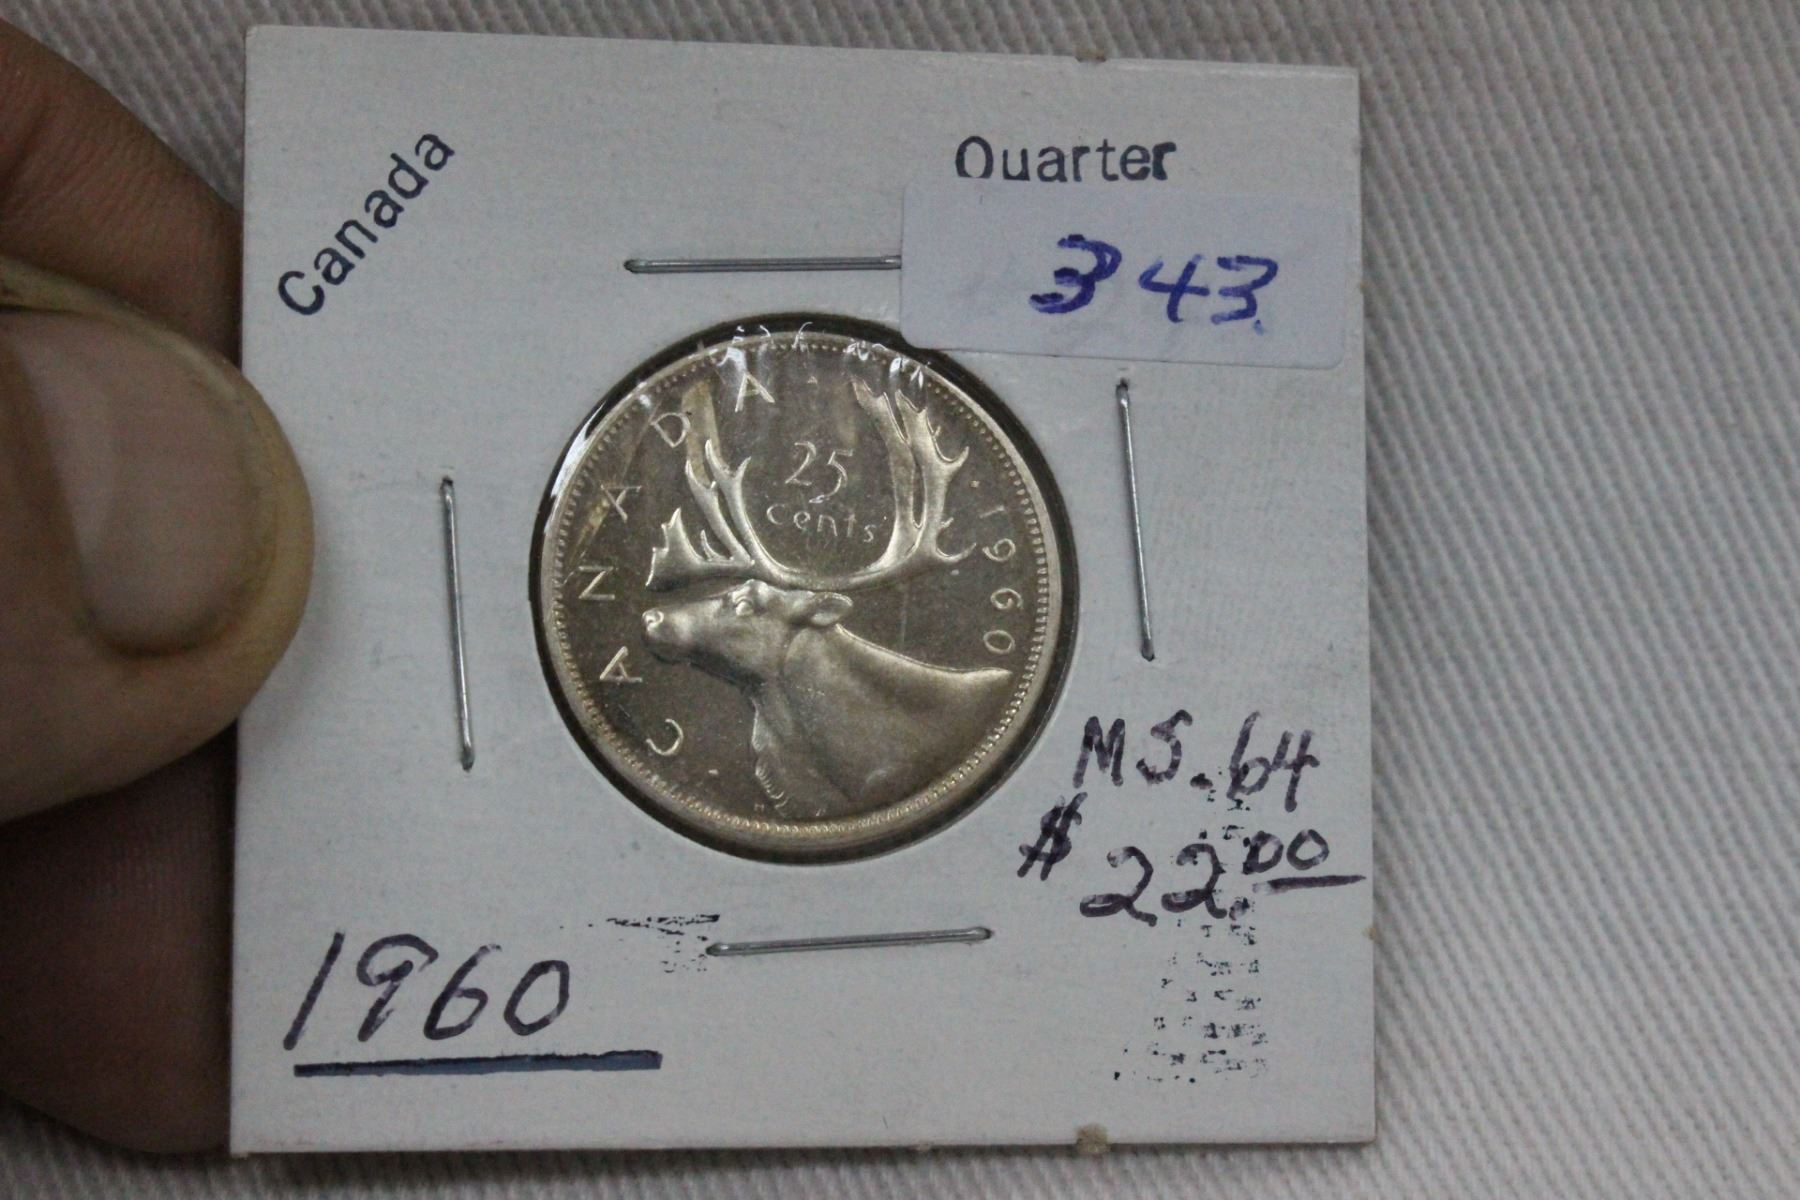 Canada
Quarter
343
CANADA · 1960
25
cents
MS.64
$22.00
1960